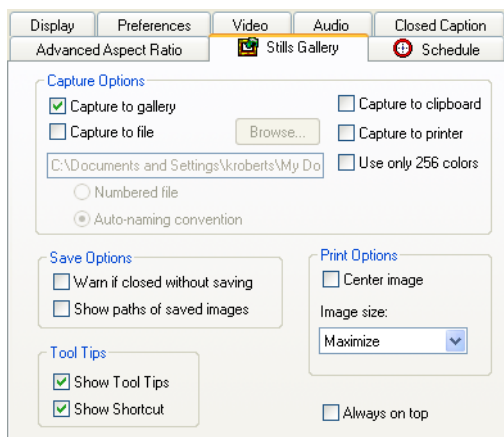 Display Preferences Video Audio Closed Caption
Advanced Aspect Ratio Stills Gallery Schedule
Capture Options
Capture to gallery
Capture to file Browse...
C:\Documents and Settings\kroberts\My Do
Numbered file
Auto-naming convention
Capture to clipboard
Capture to printer
Use only 256 colors
Save Options
Warn if closed without saving
Show paths of saved images
Print Options
Center image
Image size:
Maximize
Tool Tips
Show Tool Tips
Show Shortcut
Always on top